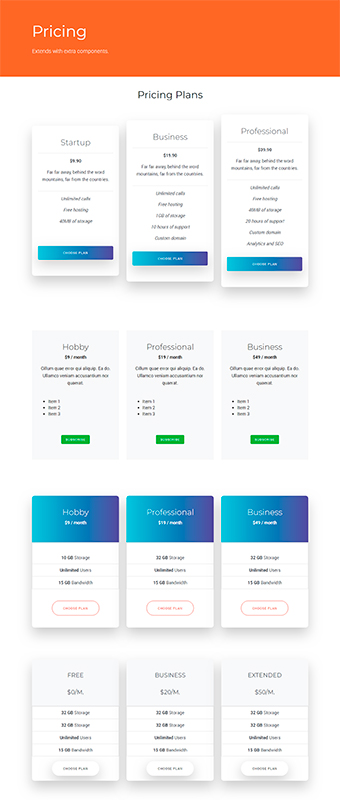 Pricing
Extends with extra components.
Pricing Plans
Startup
$9.90
Far far away, behind the word
mountains, far from the countries
Unlimited calls
Free hosting
40MB of storage
CHOOSE PLAN
Business
$19.90
Far far away, behind the word
mountains, far from the countries
Unlimited calls
Free hosting
1GB of storage
10 hours of support
Custom domain
CHOOSE PLAN
Professional
$39.90
Far far away, behind the word
mountains, far from the countries
Unlimited calls
Free hosting
40MB of storage
20 hours of support
Custom domain
Analytics and SEO
CHOOSE PLAN
Hobby
$9 / month
Cillum quae error qui aliquip. Ea do.
Ullamco veniam accusantium noi
quamat.
Item 1
Item 2
Item 3
SUBSCRIBE
Professional
$19 / month
Cillum quae error qui aliquip. Ea do.
Ullamco veniam accusantium noi
quamat.
Item 1
Item 2
Item 3
SUBSCRIBE
Business
$49 / month
Cillum quae error qui aliquip. Ea do.
Ullamco veniam accusantium noi
quamat.
Item 1
Item 2
Item 3
SUBSCRIBE
Hobby
$9 / month
10 GB Storage
Unlimited Users
15 GB Bandwidth
CHOOSE PLAN
Professional
$19 / month
32 GB Storage
Unlimited Users
15 GB Bandwidth
CHOOSE PLAN
Business
$49 / month
32 GB Storage
Unlimited Users
15 GB Bandwidth
CHOOSE PLAN
FREE
$0/M.
32 GB Storage
32 GB Storage
Unlimited Users
15 GB Bandwidth
CHOOSE PLAN
BUSINESS
$20/M.
32 GB Storage
32 GB Storage
Unlimited Users
15 GB Bandwidth
CHOOSE PLAN
EXTENDED
$50/M.
32 GB Storage
32 GB Storage
Unlimited Users
15 GB Bandwidth
CHOOSE PLAN